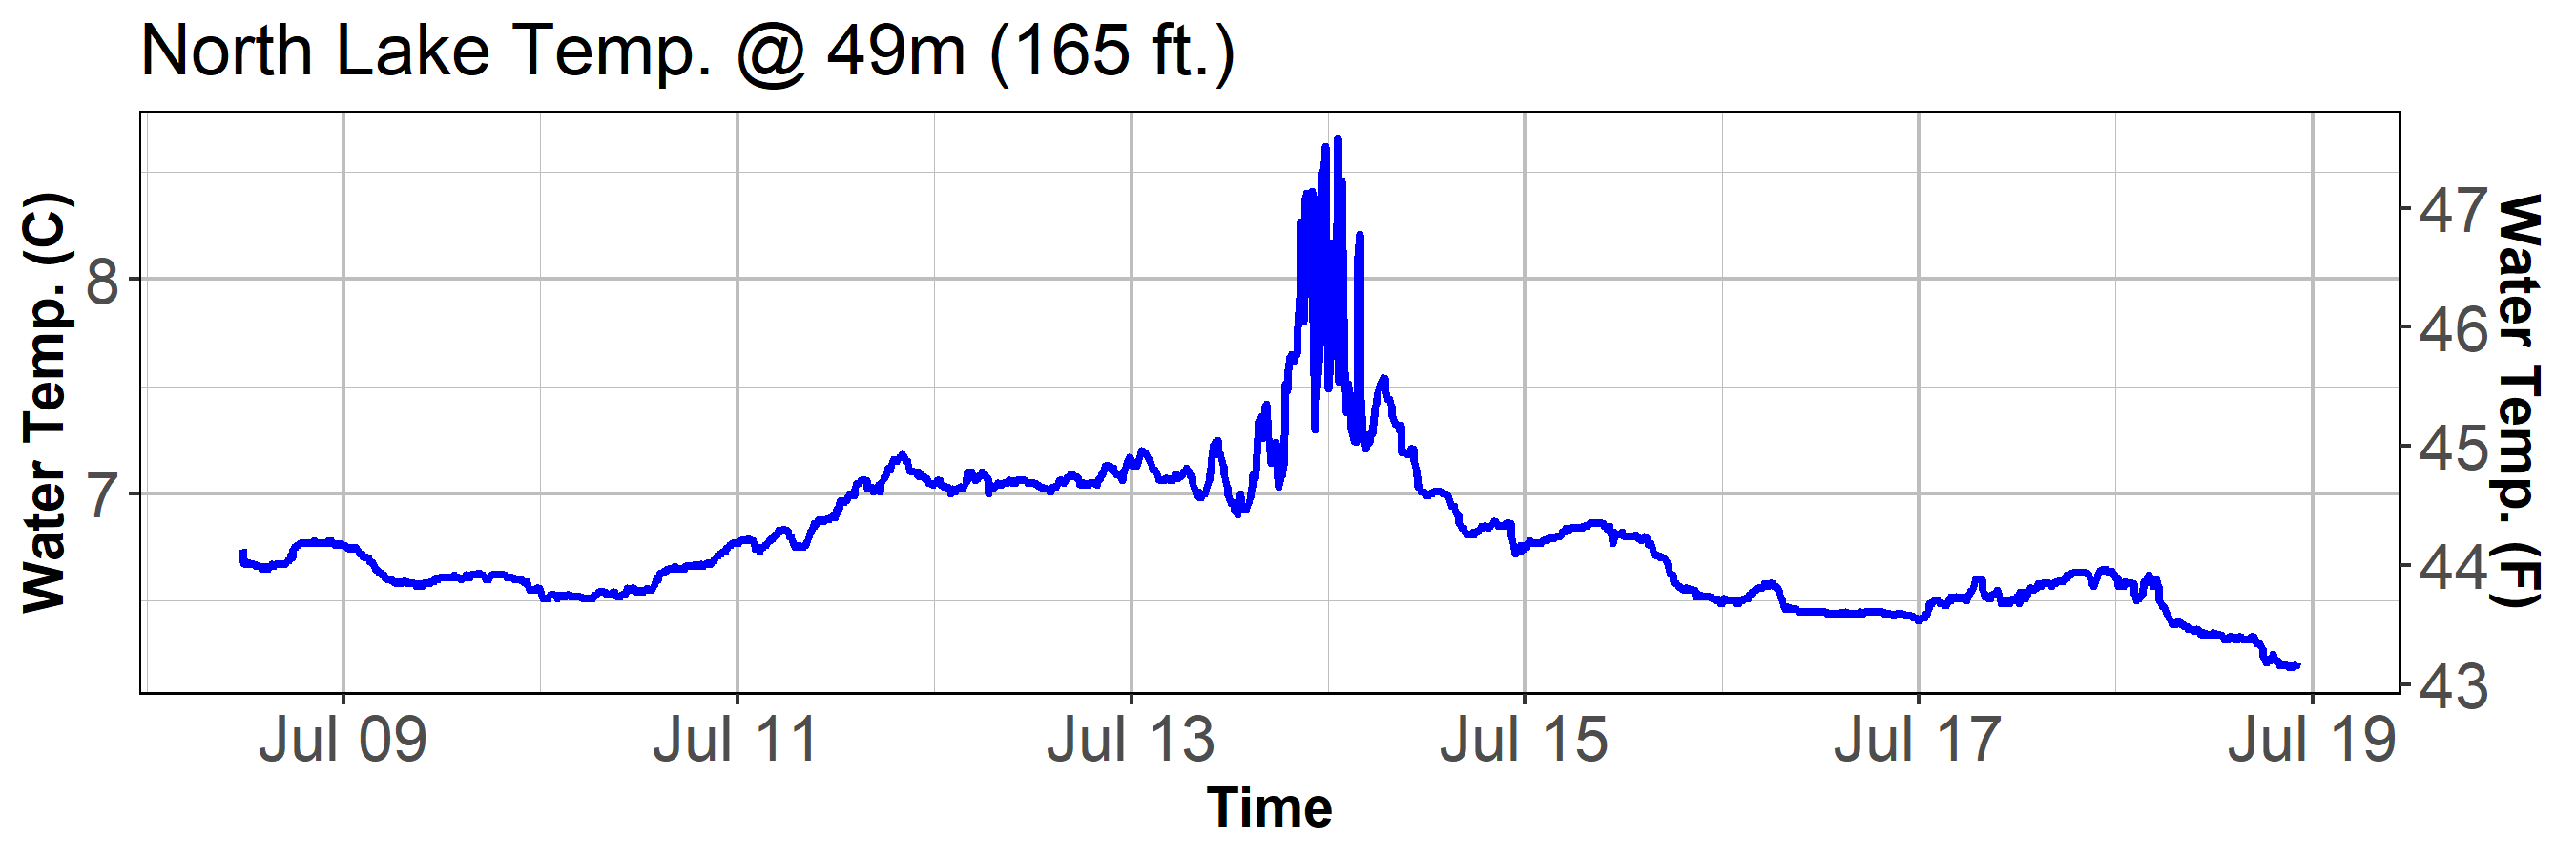 North Lake Temp. @ 49m (165 ft.)
Water Temp. (C)
8
7
47
46
45
44
43
Water Temp. (F)
Jul 09 Jul 11 Jul 13 Jul 15 Jul 17 Jul 19
Time